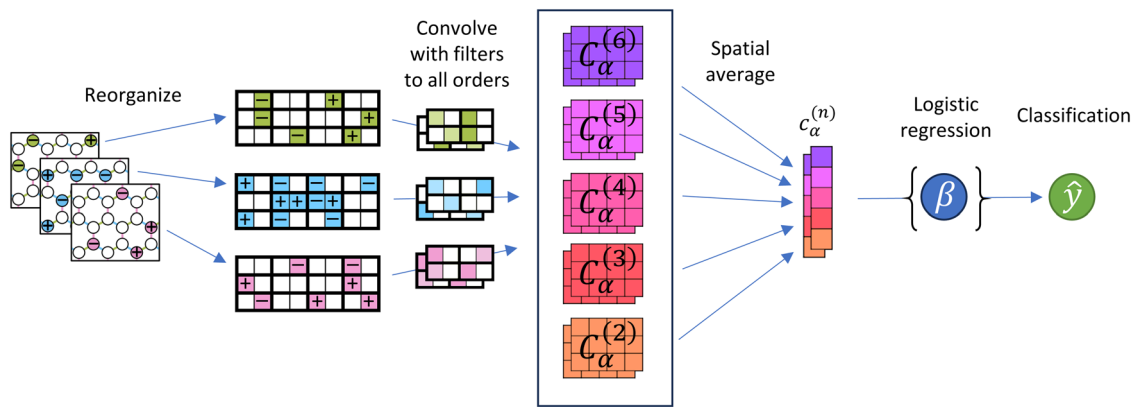 Reorganize
Convolve
with filters
to all orders
C_α^(6)
C_α^(5)
C_α^(4)
C_α^(3)
C_α^(2)
Spatial
average
c_α^(n)
Logistic
regression
{β}
Classification
ŷ
− +
− +
−
+ − −
−
+
−
−
+
− +
− +
− +
− +
+ − − − −
+ + − +
+ − −
− −
+ +
− + +